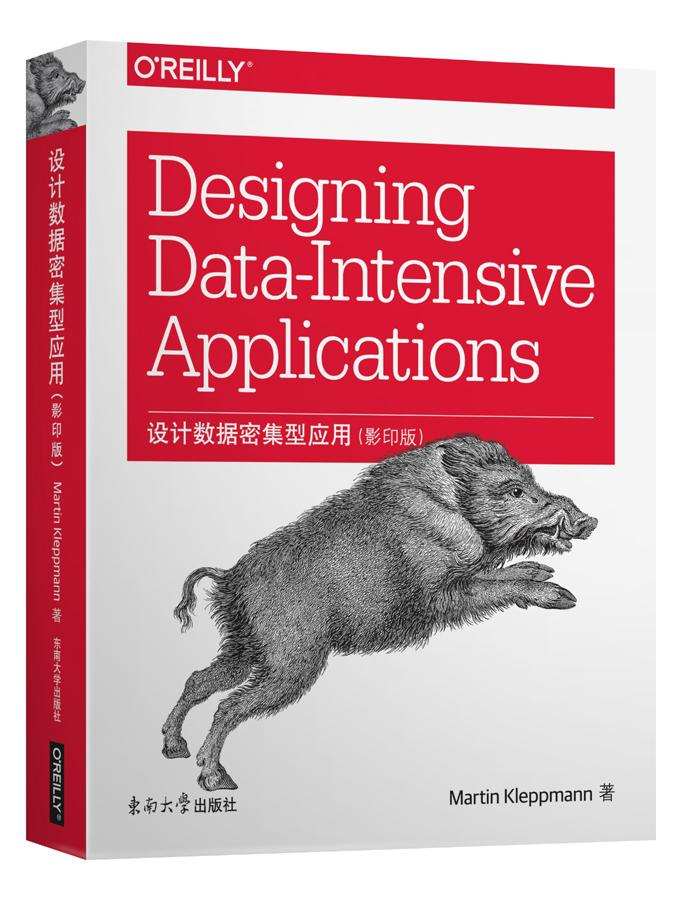 O'REILLY®
Designing
Data-Intensive
Applications
设计数据密集型应用(影印版)
东南大学出版社
Martin Kleppmann 著
设计数据密集型应用(影印版) Martin Kleppmann 著 东南大学出版社
O'REILLY®